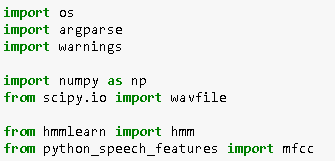 import os
import argparse
import warnings

import numpy as np
from scipy.io import wavfile

from hmmlearn import hmm
from python_speech_features import mfcc